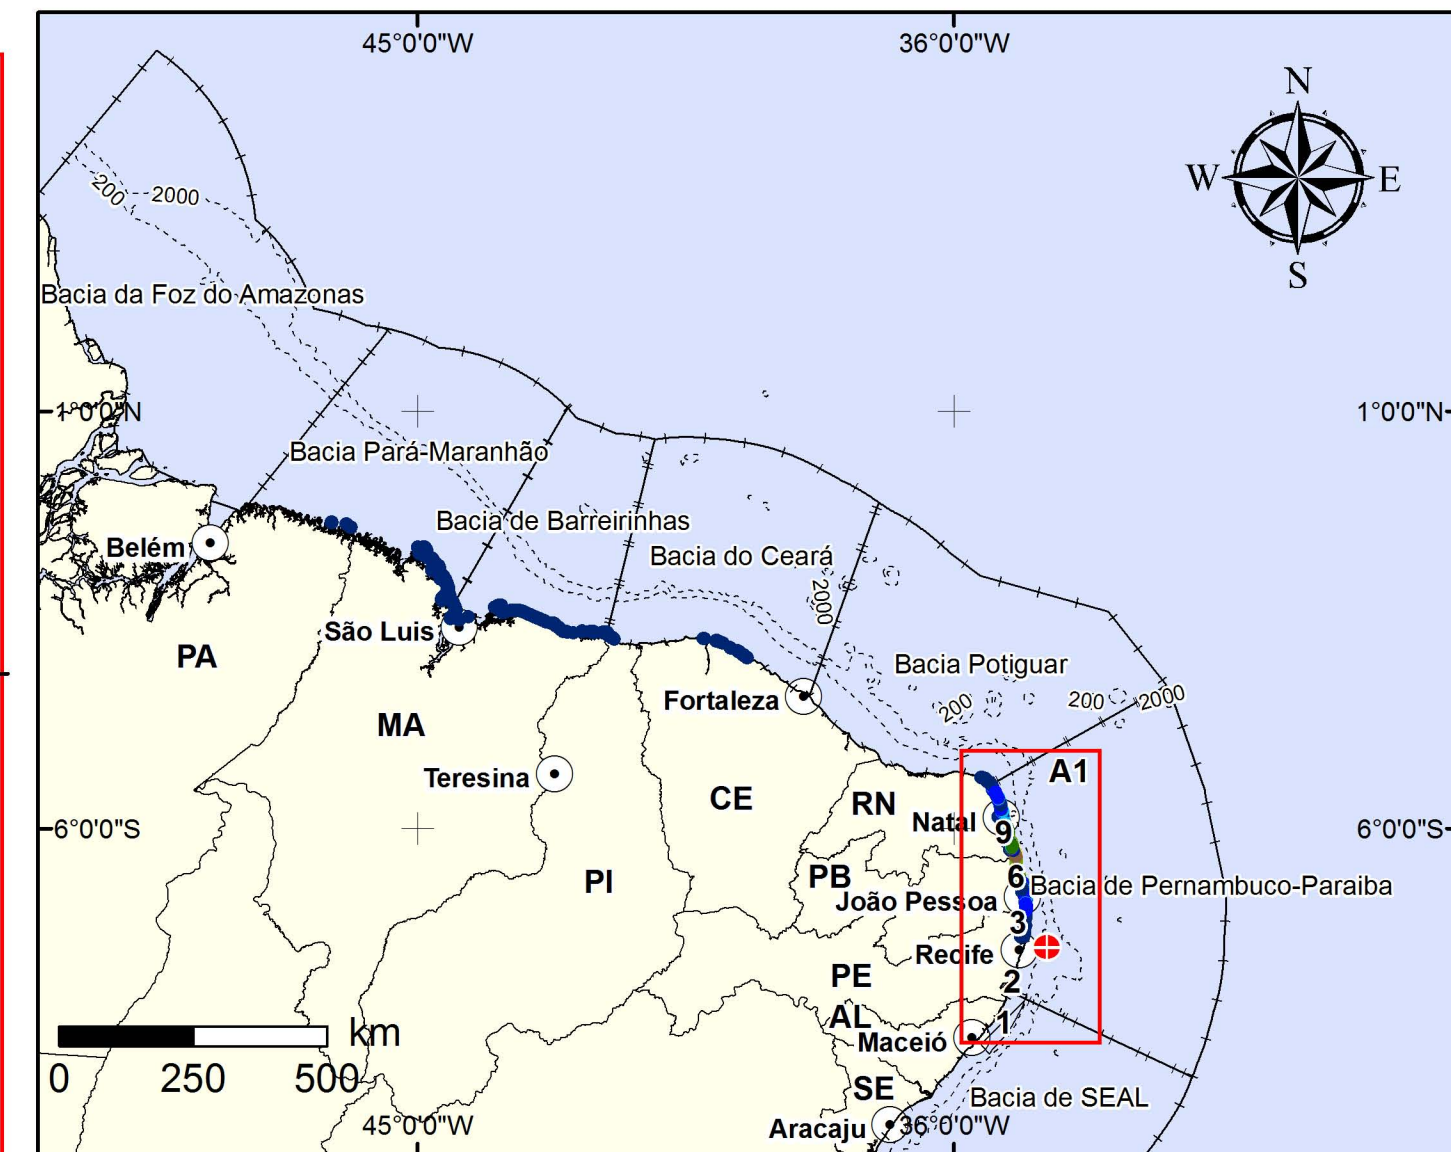 45°0'0"W
36°0'0"W
N
W
E
S
200
2000
Bacia da Foz do Amazonas
1°0'0"N
1°0'0"N
Bacia Pará-Maranhão
Bacia de Barreirinhas
Belém
Bacia do Ceará
2000
São Luis
PA
Bacia Potiguar
Fortaleza
200
200
2000
MA
Teresina
A1
CE
RN
Natal
6°0'0"S
9
6°0'0"S
PI
PB
6
Bacia de Pernambuco-Paraiba
João Pessoa
3
Recife
PE
2
AL
1
km
Maceió
0
250
500
SE
Bacia de SEAL
45°0'0"W
Aracaju
36°0'0"W